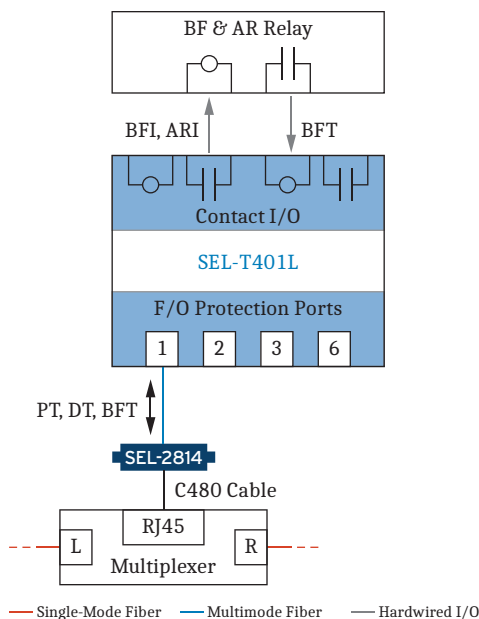 BF & AR Relay
BFI, ARI
BFT
Contact I/O
SEL-T401L
F/O Protection Ports
1 2 3 6
PT, DT, BFT
SEL-2814
C480 Cable
RJ45
L R
Multiplexer
Single-Mode Fiber Multimode Fiber Hardwired I/O